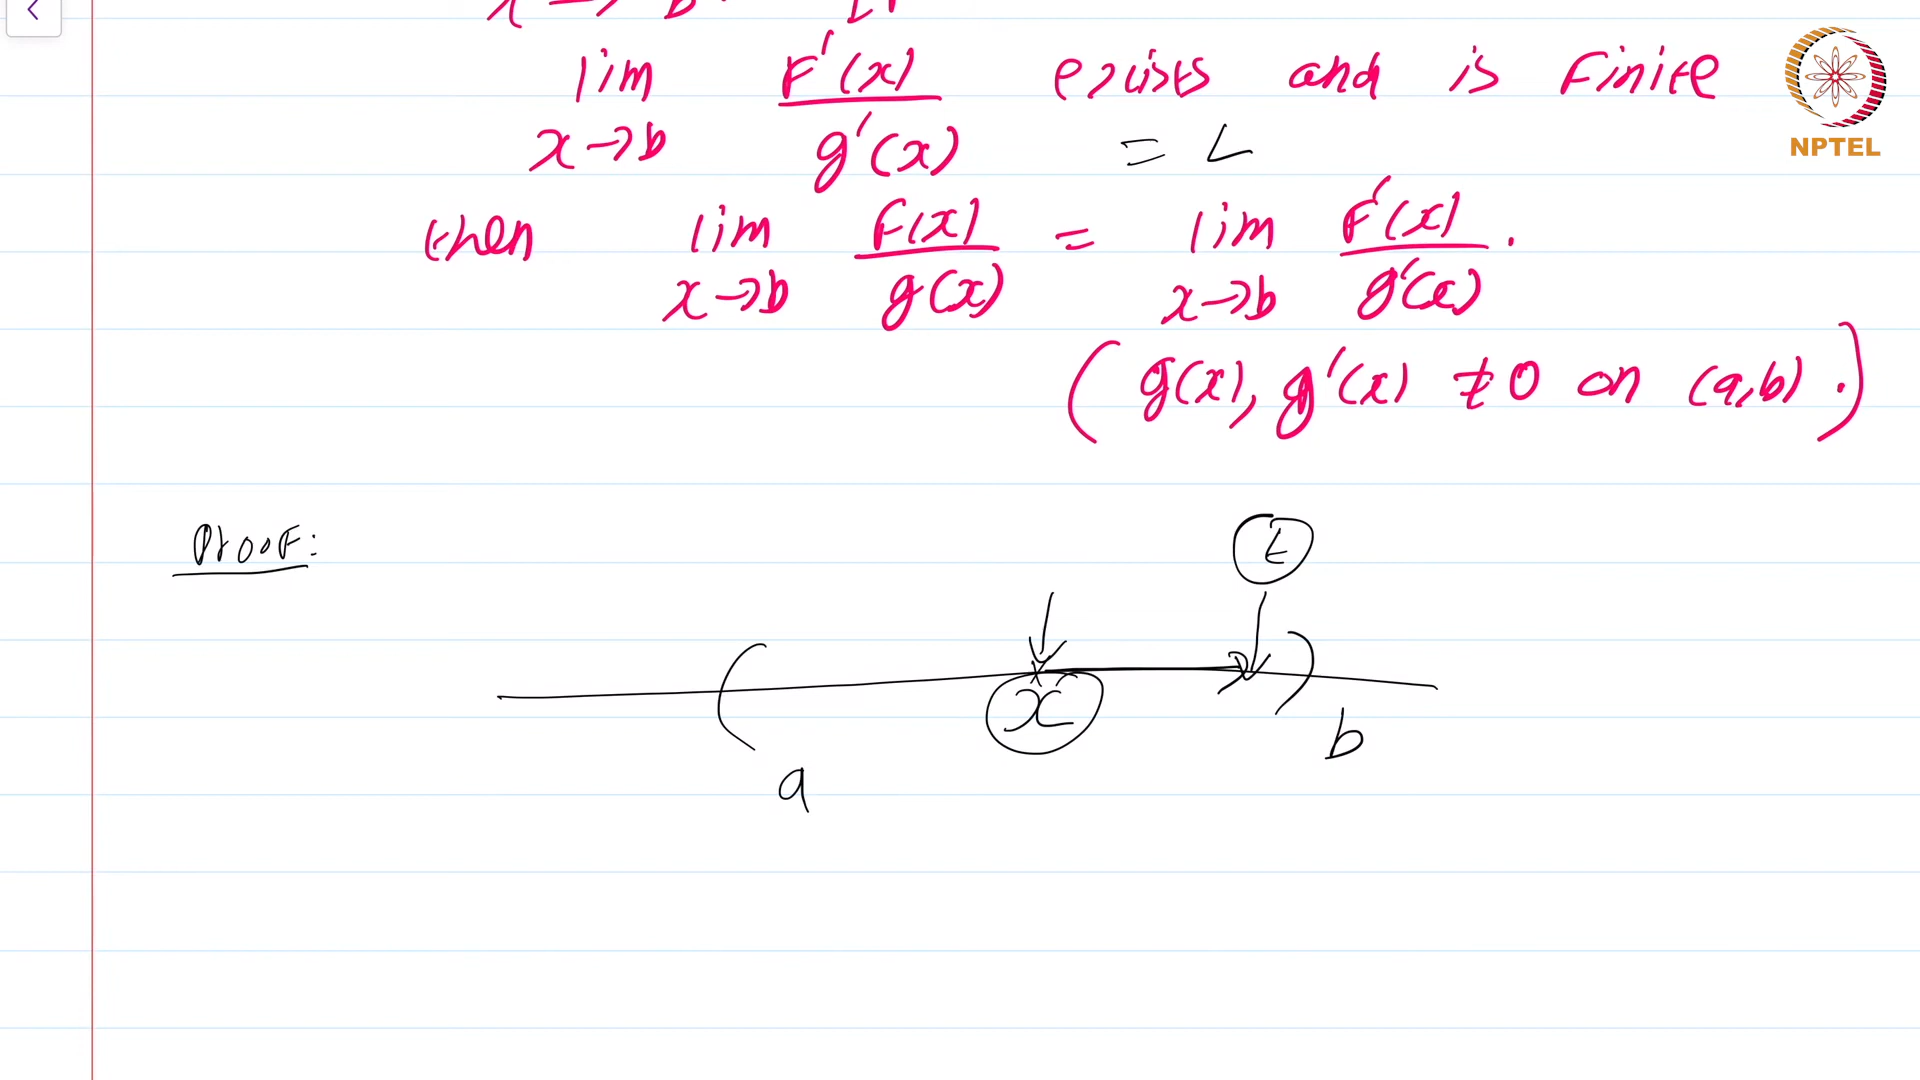 lim F'(x) exists and is finite
x→b g'(x) = L
then lim F(x) = lim F'(x) .
x→b g(x) x→b g'(x)
( g(x), g'(x) ≠ 0 on (a,b) . )
NPTEL
Proof:
t
( )
x
b
a